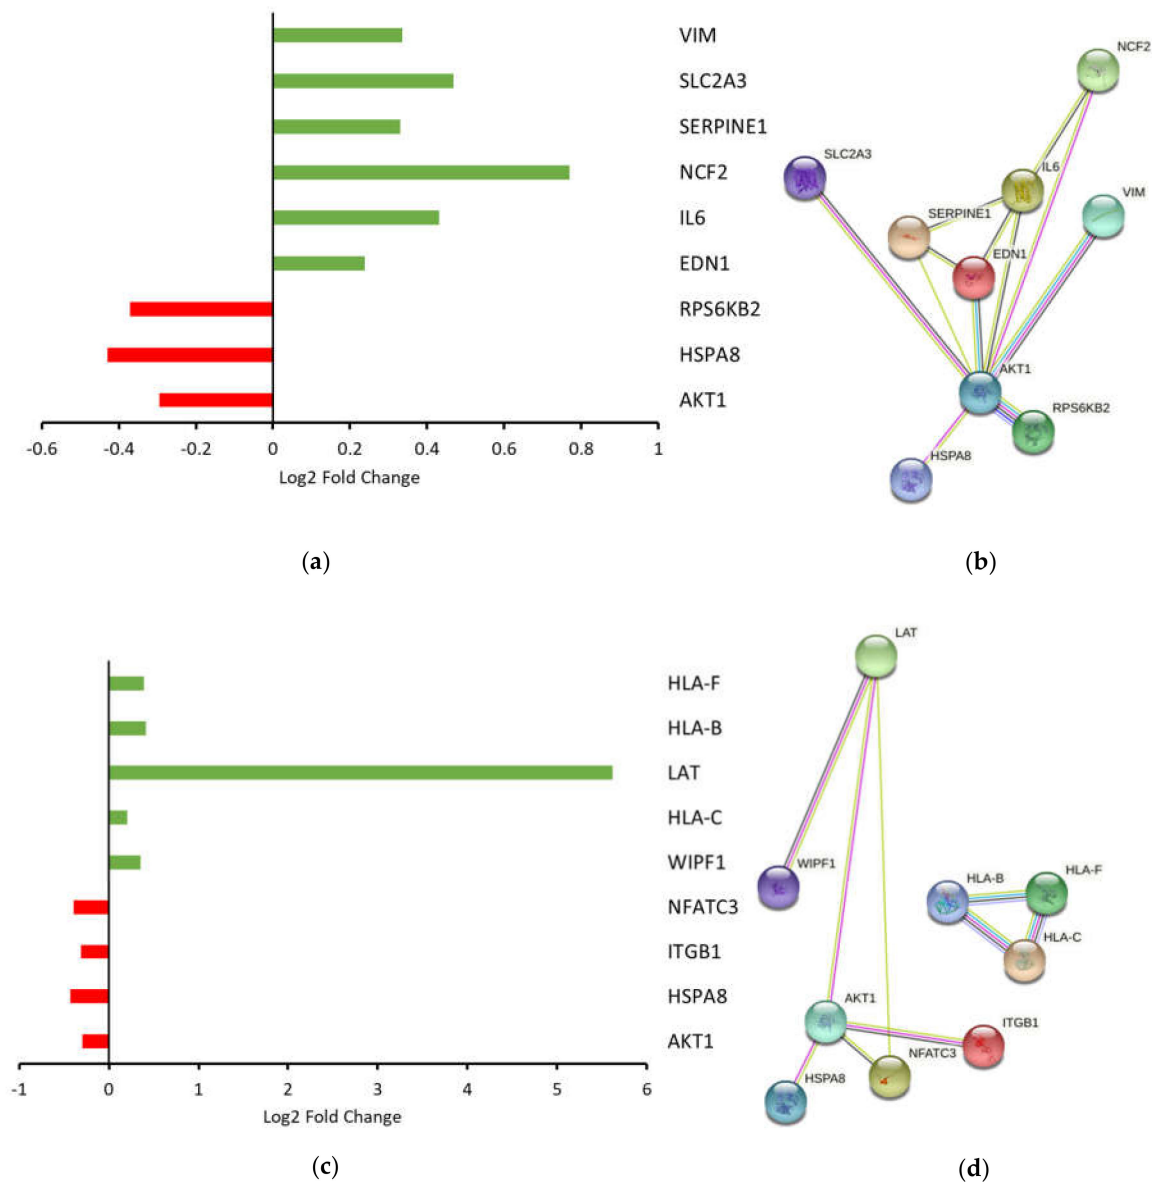 VIM
SLC2A3
SERPINE1
NCF2
IL6
EDN1
RPS6KB2
HSPA8
AKT1
-0.6 -0.4 -0.2 0 0.2 0.4 0.6 0.8 1
Log2 Fold Change
(a)
NCF2
SLC2A3
IL6
VIM
SERPINE1
EDN1
AKT1
RPS6KB2
HSPA8
(b)
HLA-F
HLA-B
LAT
HLA-C
WIPF1
NFATC3
ITGB1
HSPA8
AKT1
-1 0 1 2 3 4 5 6
Log2 Fold Change
(c)
LAT
WIPF1
HLA-B
HLA-F
HLA-C
AKT1
ITGB1
NFATC3
HSPA8
(d)